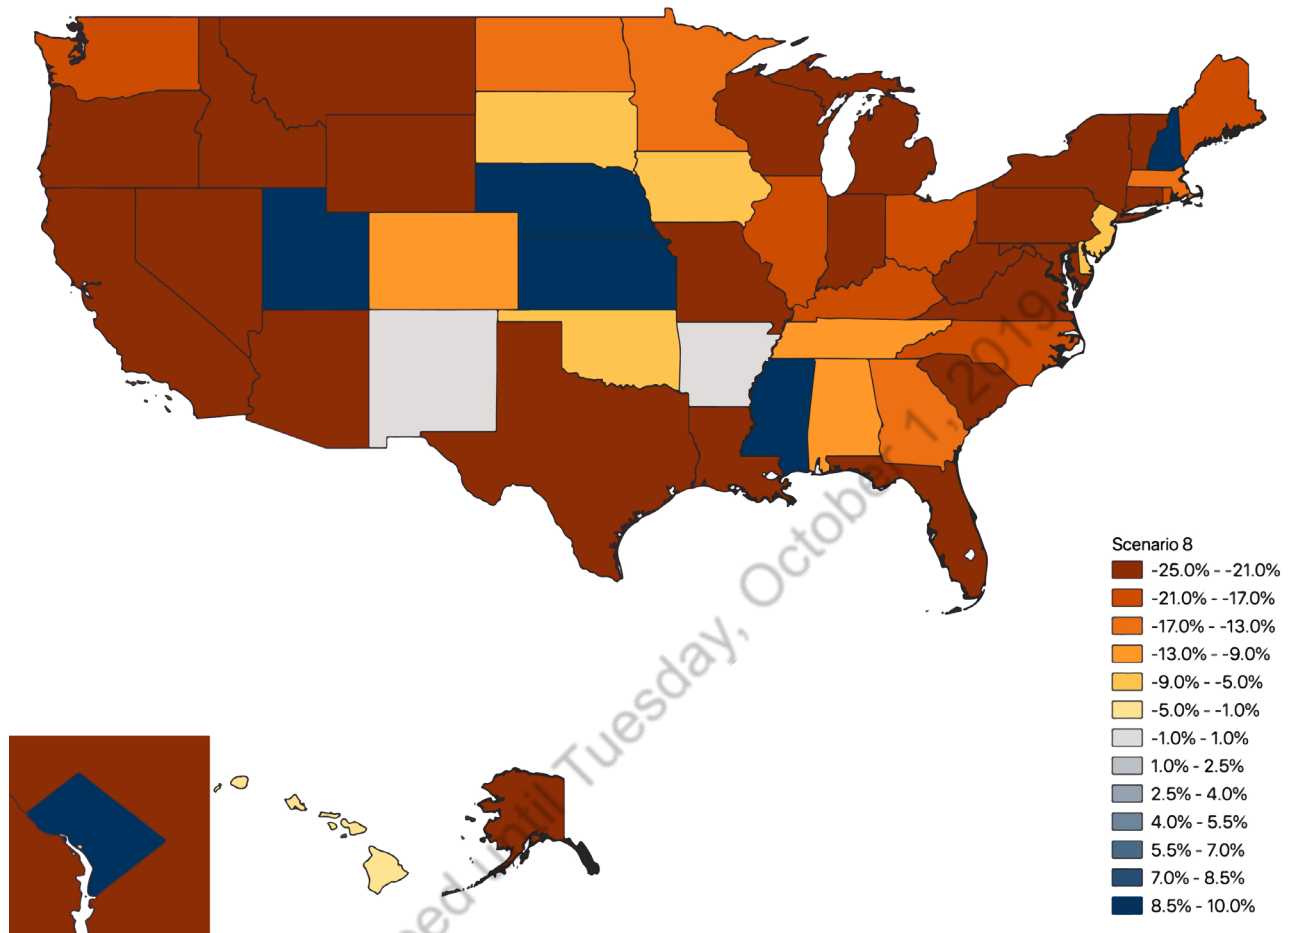 Scenario 8
-25.0% - -21.0%
-21.0% - -17.0%
-17.0% - -13.0%
-13.0% - -9.0%
-9.0% - -5.0%
-5.0% - -1.0%
-1.0% - 1.0%
1.0% - 2.5%
2.5% - 4.0%
4.0% - 5.5%
5.5% - 7.0%
7.0% - 8.5%
8.5% - 10.0%
until Tuesday, October 1, 2019